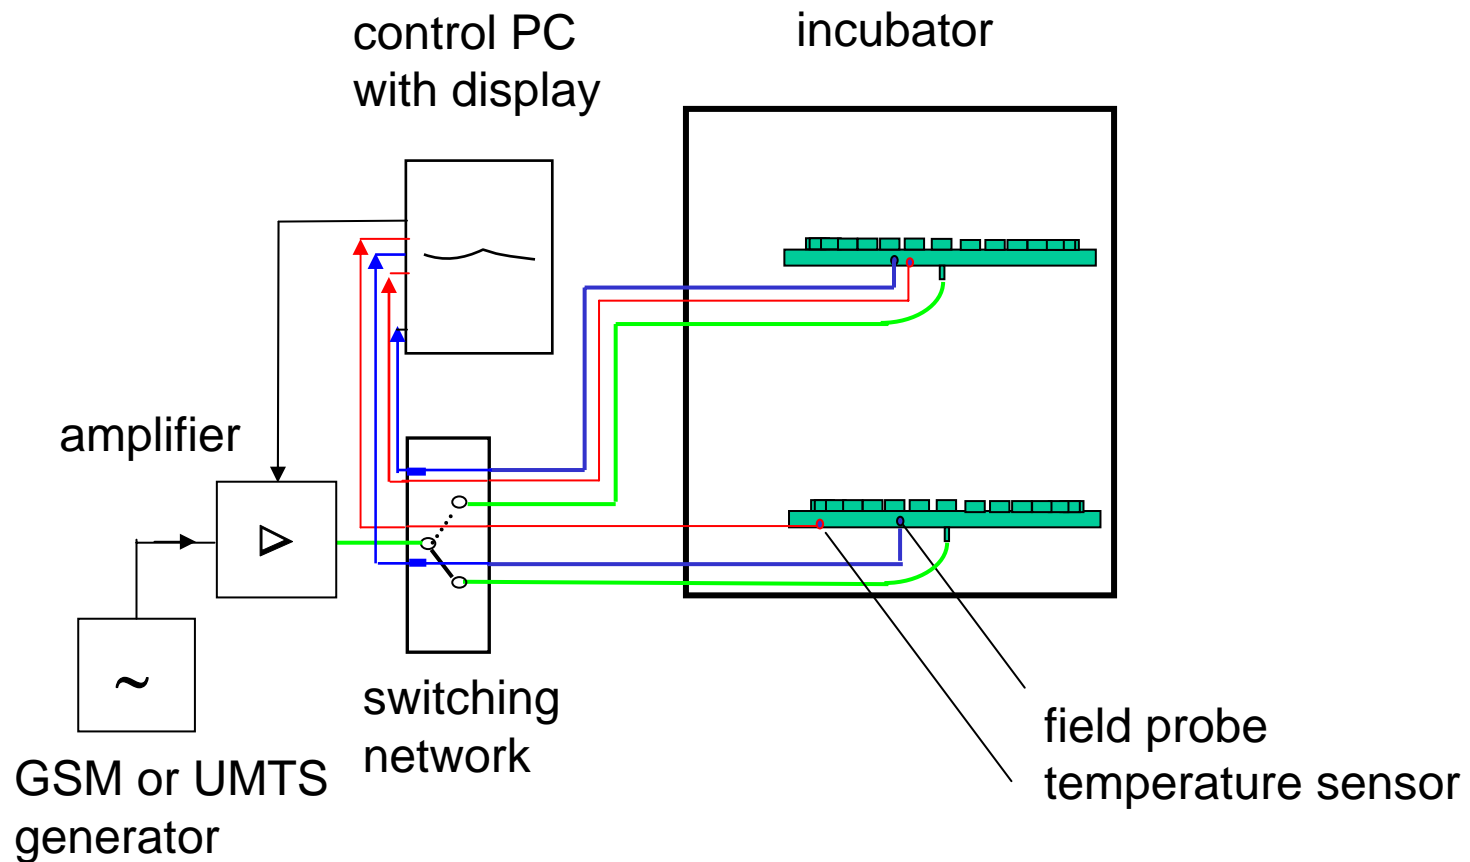 control PC
with display
incubator
amplifier
~
switching
network
GSM or UMTS
generator
field probe
temperature sensor